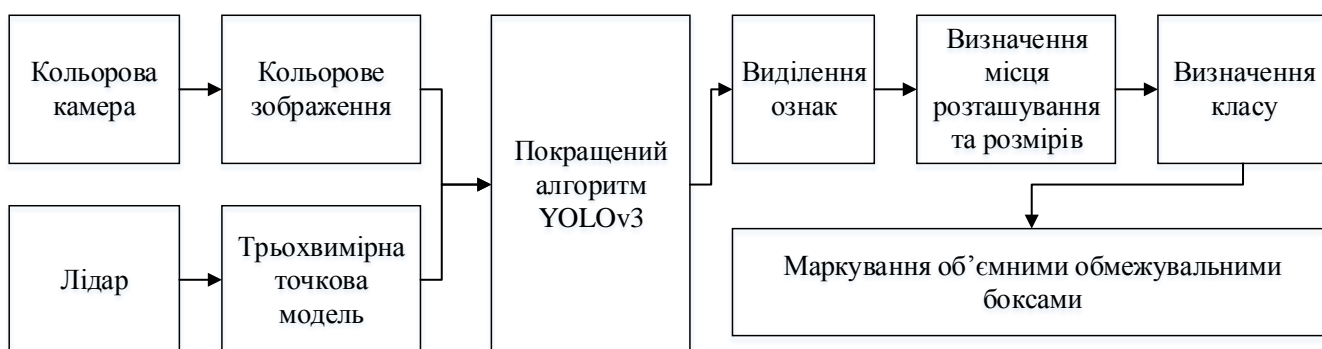 Кольорова
камера
Кольорове
зображення
Лідар
Трьохвимірна
точкова
модель
Покращений
алгоритм
YOLOv3
Виділення
ознак
Визначення
місця
розташування
та розмірів
Визначення
класу
Маркування об’ємними обмежувальними
боксами